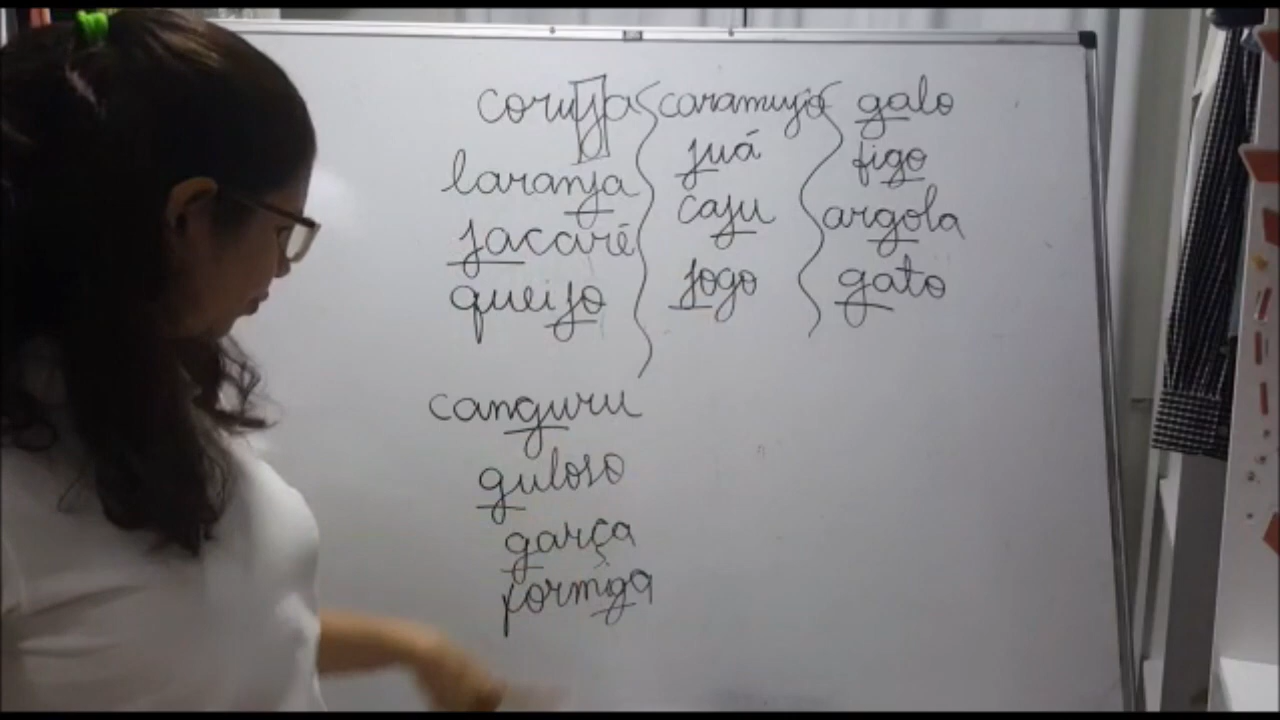 coruja caramujo galo
laranja juá figo
jacaré caju argola
queijo jogo gato
canguru
guloso
garça
formiga